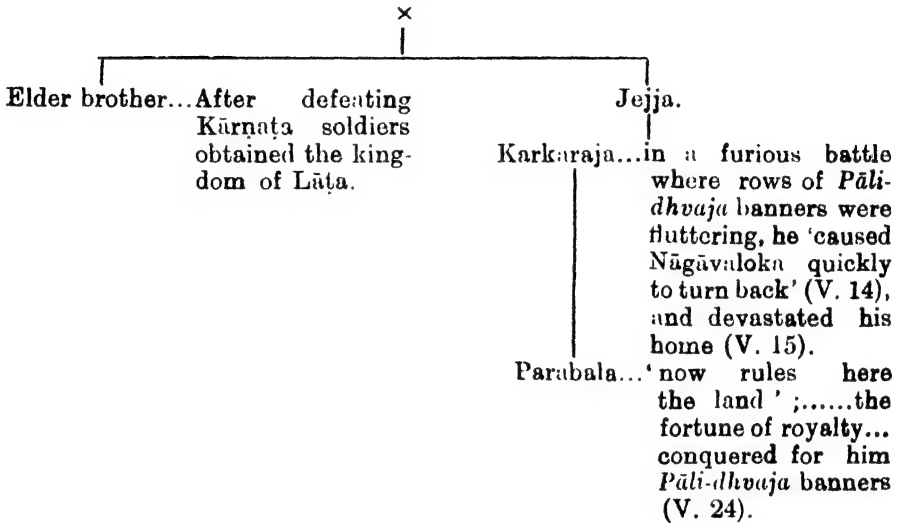 ×
Elder brother...After defeating
Kārṇaṭa soldiers
obtained the king-
dom of Lāṭa.
Jejja.
Karkaraja...in a furious battle
where rows of Pāli-
dhvaja banners were
fluttering, he ‘caused
Nāgāvaloka quickly
to turn back’ (V. 14),
and devastated his
home (V. 15).
Parabala...‘now rules here
the land’ ;......the
fortune of royalty...
conquered for him
Pāli-dhvaja banners
(V. 24).